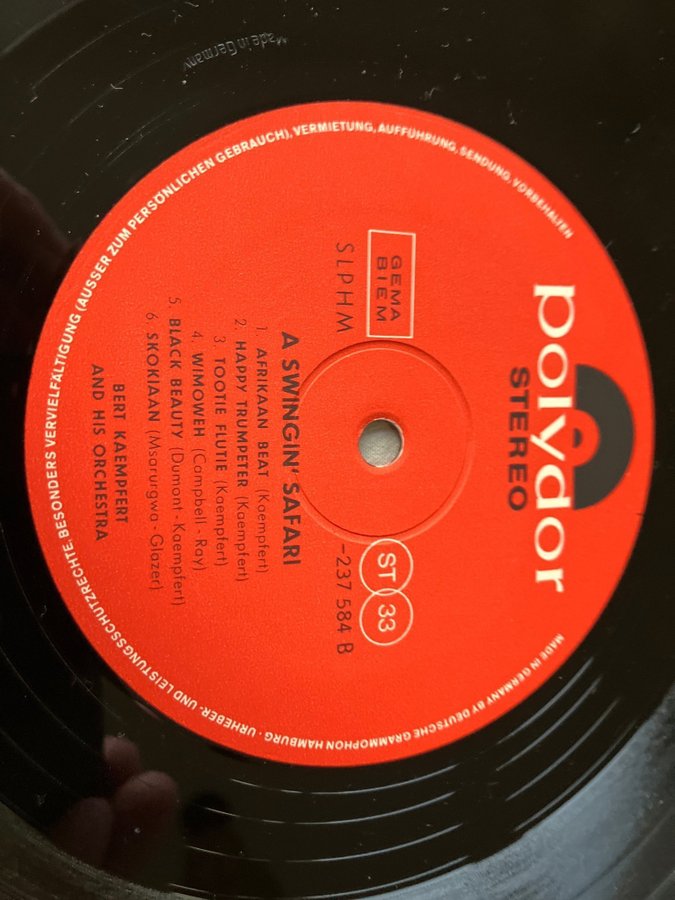 polydor
STEREO
GEMA
BIEM
SLPHM
ST 33
-237 584 B
A SWINGIN' SAFARI
1. AFRIKAAN BEAT (Kaempfert)
2. HAPPY TRUMPETER (Kaempfert)
3. TOOTIE FLUTIE (Kaempfert)
4. WIMOWEH (Campbell - Ray)
5. BLACK BEAUTY (Dumont - Kaempfert)
6. SKOKIAAN (Msarurgwa - Glazer)
BERT KAEMPFERT
AND HIS ORCHESTRA
MADE IN GERMANY BY DEUTSCHE GRAMMOPHON HAMBURG · URHEBER- UND LEISTUNGSSCHUTZRECHTE, BESONDERS VERVIELFÄLTIGUNG (AUSSER ZUM PERSÖNLICHEN GEBRAUCH), VERMIETUNG, AUFFÜHRUNG, SENDUNG, VORBEHALTEN
Made in Germany